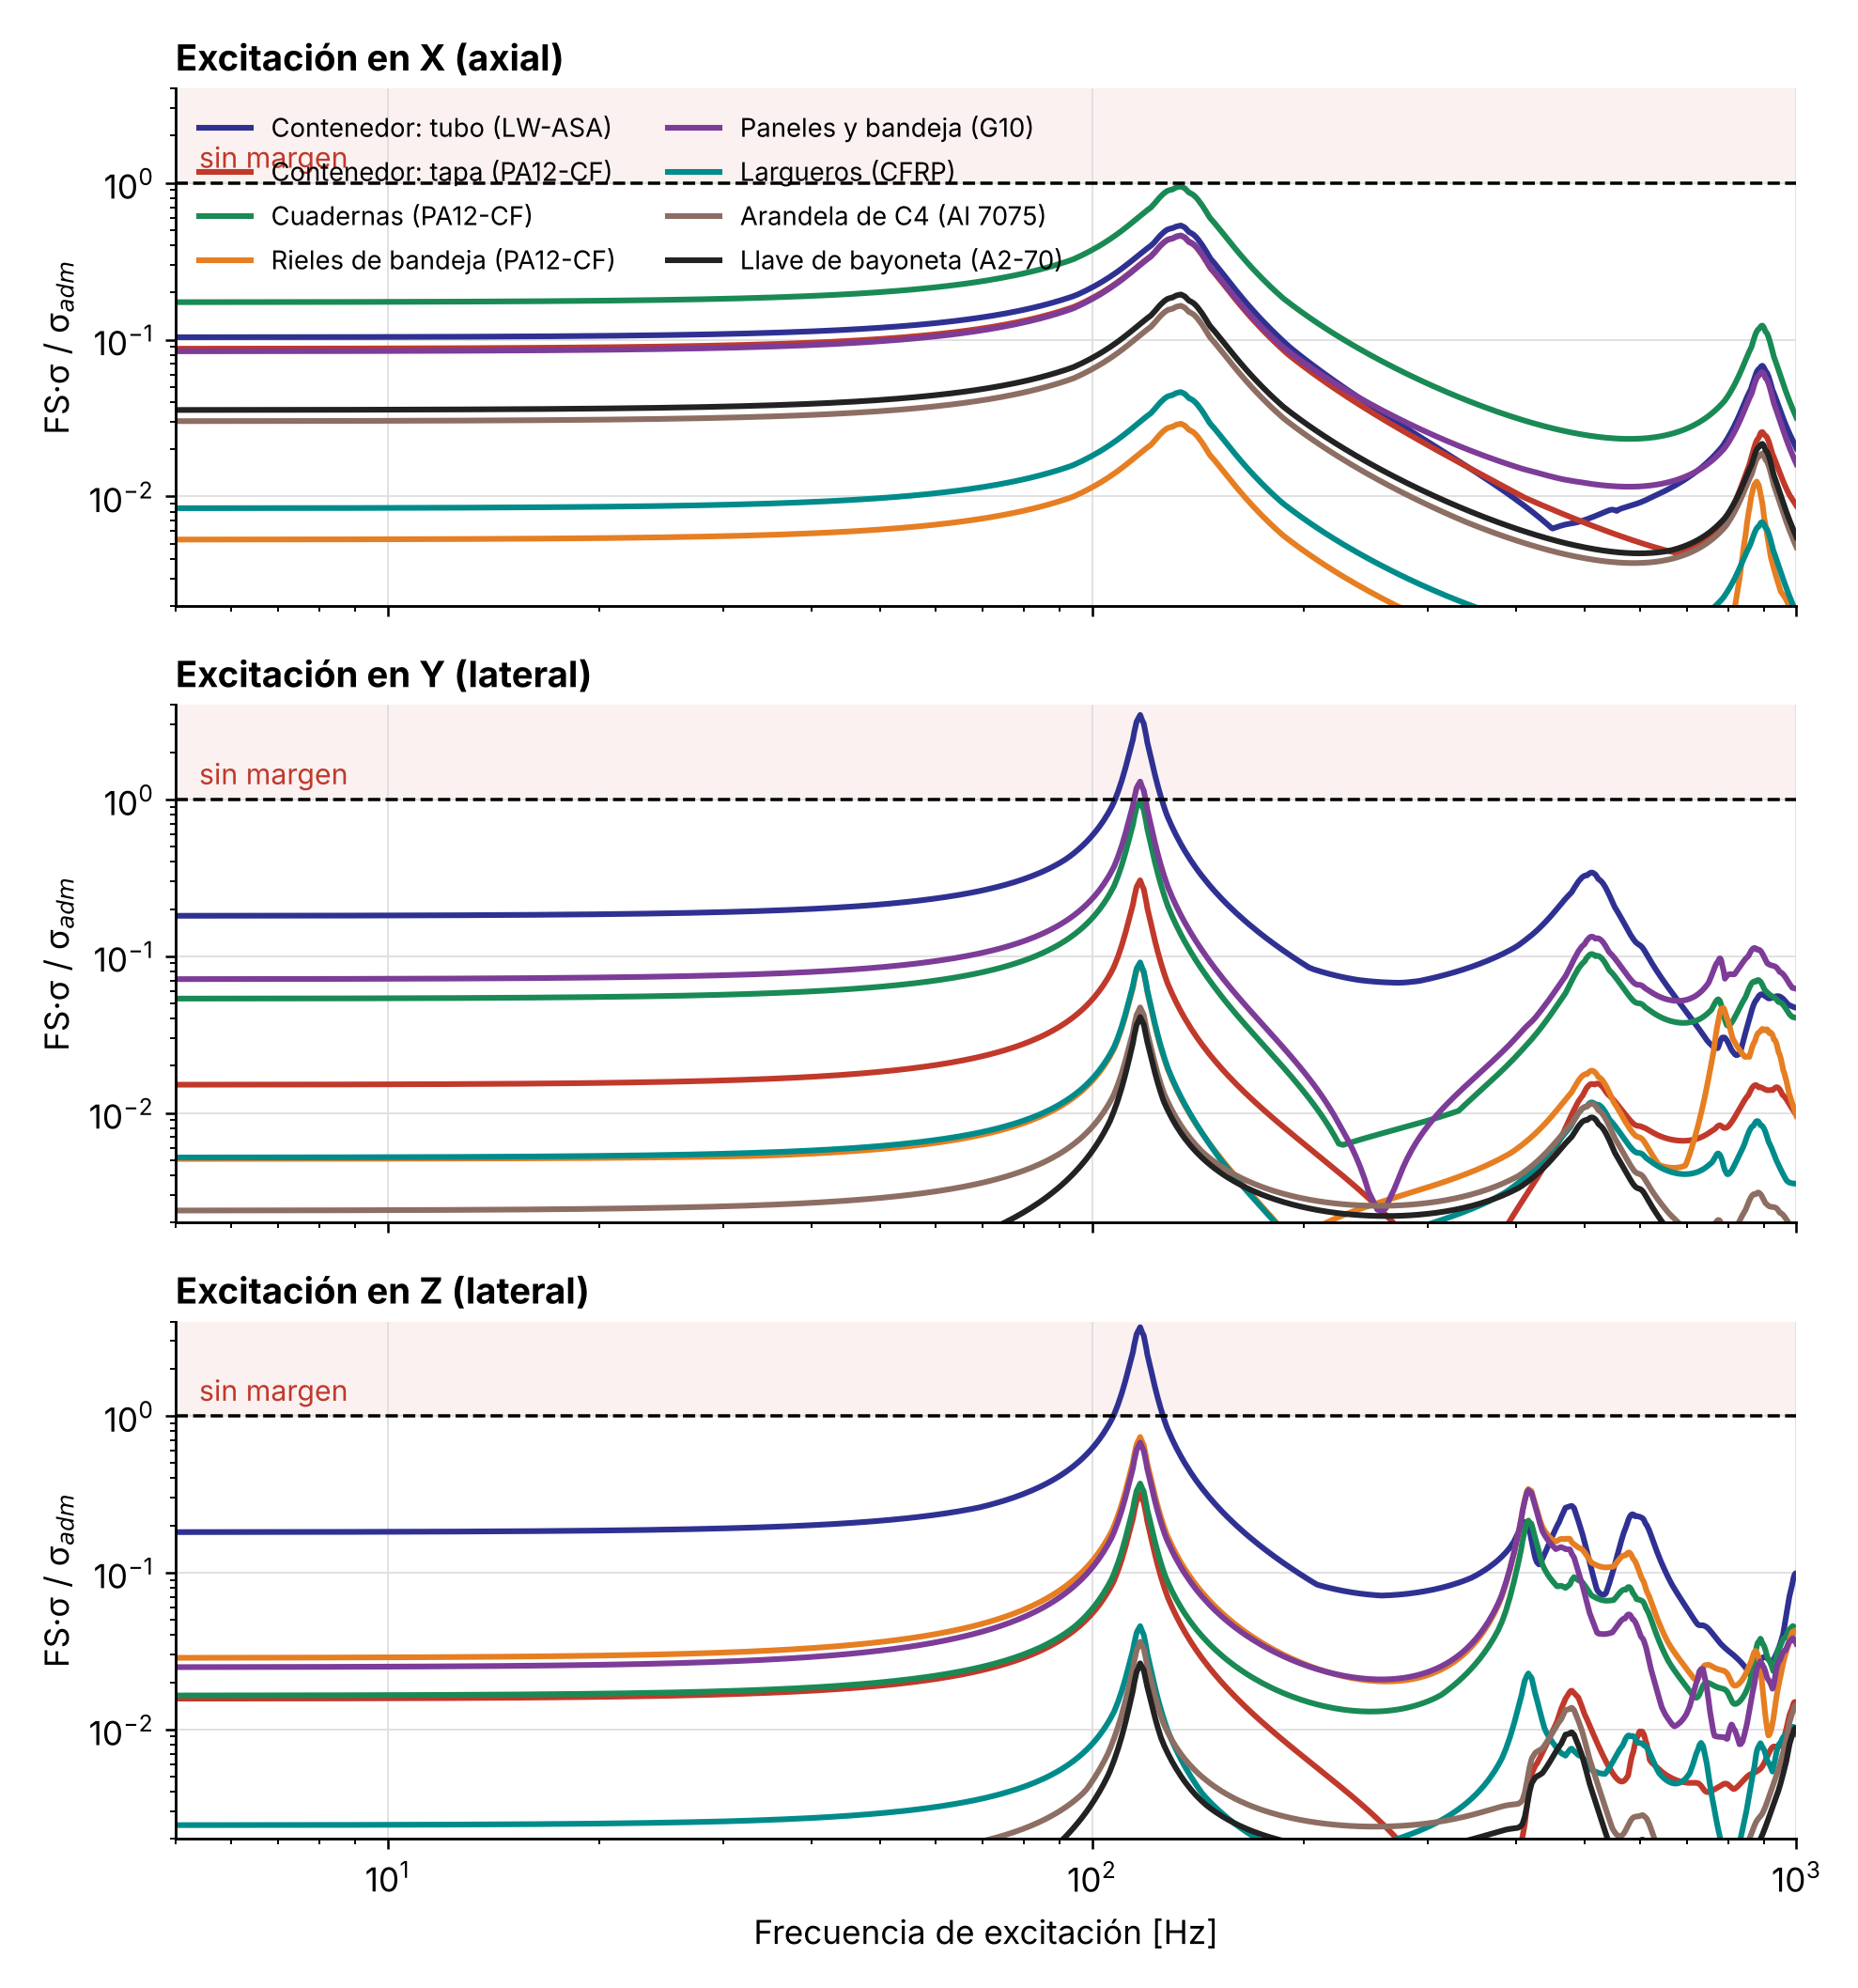 Excitación en X (axial)
Contenedor: tubo (LW-ASA)
Contenedor: tapa (PA12-CF)
Cuadernas (PA12-CF)
Rieles de bandeja (PA12-CF)
Paneles y bandeja (G10)
Largueros (CFRP)
Arandela de C4 (Al 7075)
Llave de bayoneta (A2-70)
sin margen
10⁰
10⁻¹
10⁻²
FS·σ / σadm
Excitación en Y (lateral)
sin margen
10⁰
10⁻¹
10⁻²
FS·σ / σadm
Excitación en Z (lateral)
sin margen
10⁰
10⁻¹
10⁻²
FS·σ / σadm
10¹ 10² 10³
Frecuencia de excitación [Hz]